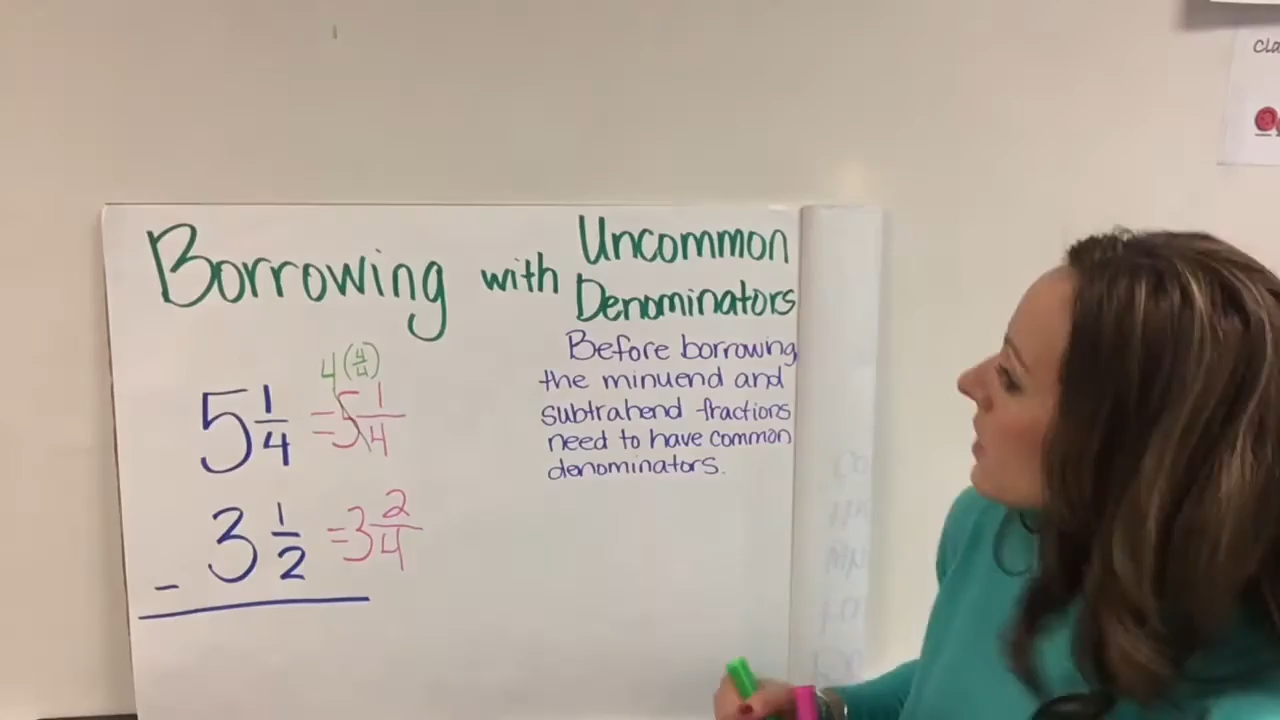 Borrowing with Uncommon
Denominators
Before borrowing
the minuend and
subtrahend fractions
need to have common
denominators.
4 (4/4)
5 1/4 = 5 1/4
- 3 1/2 = 3 2/4